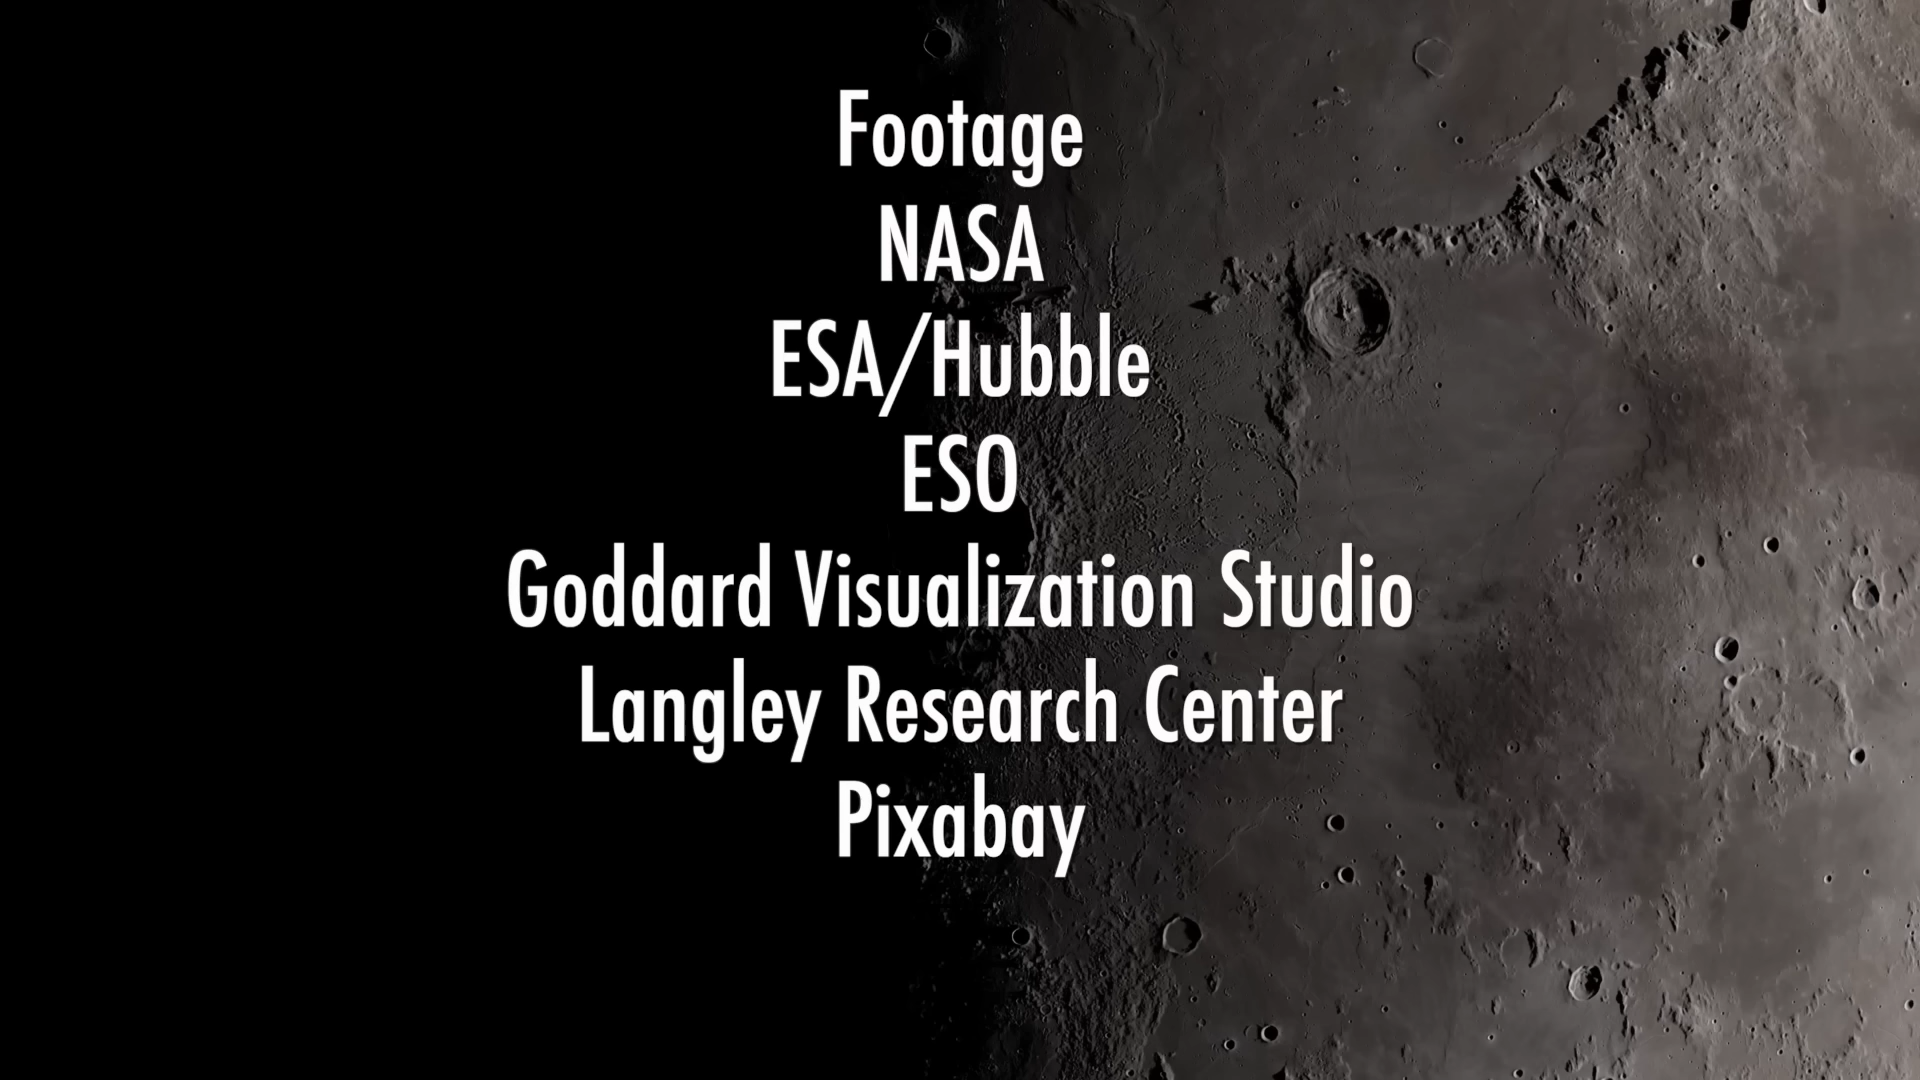 Footage
NASA
ESA/Hubble
ESO
Goddard Visualization Studio
Langley Research Center
Pixabay